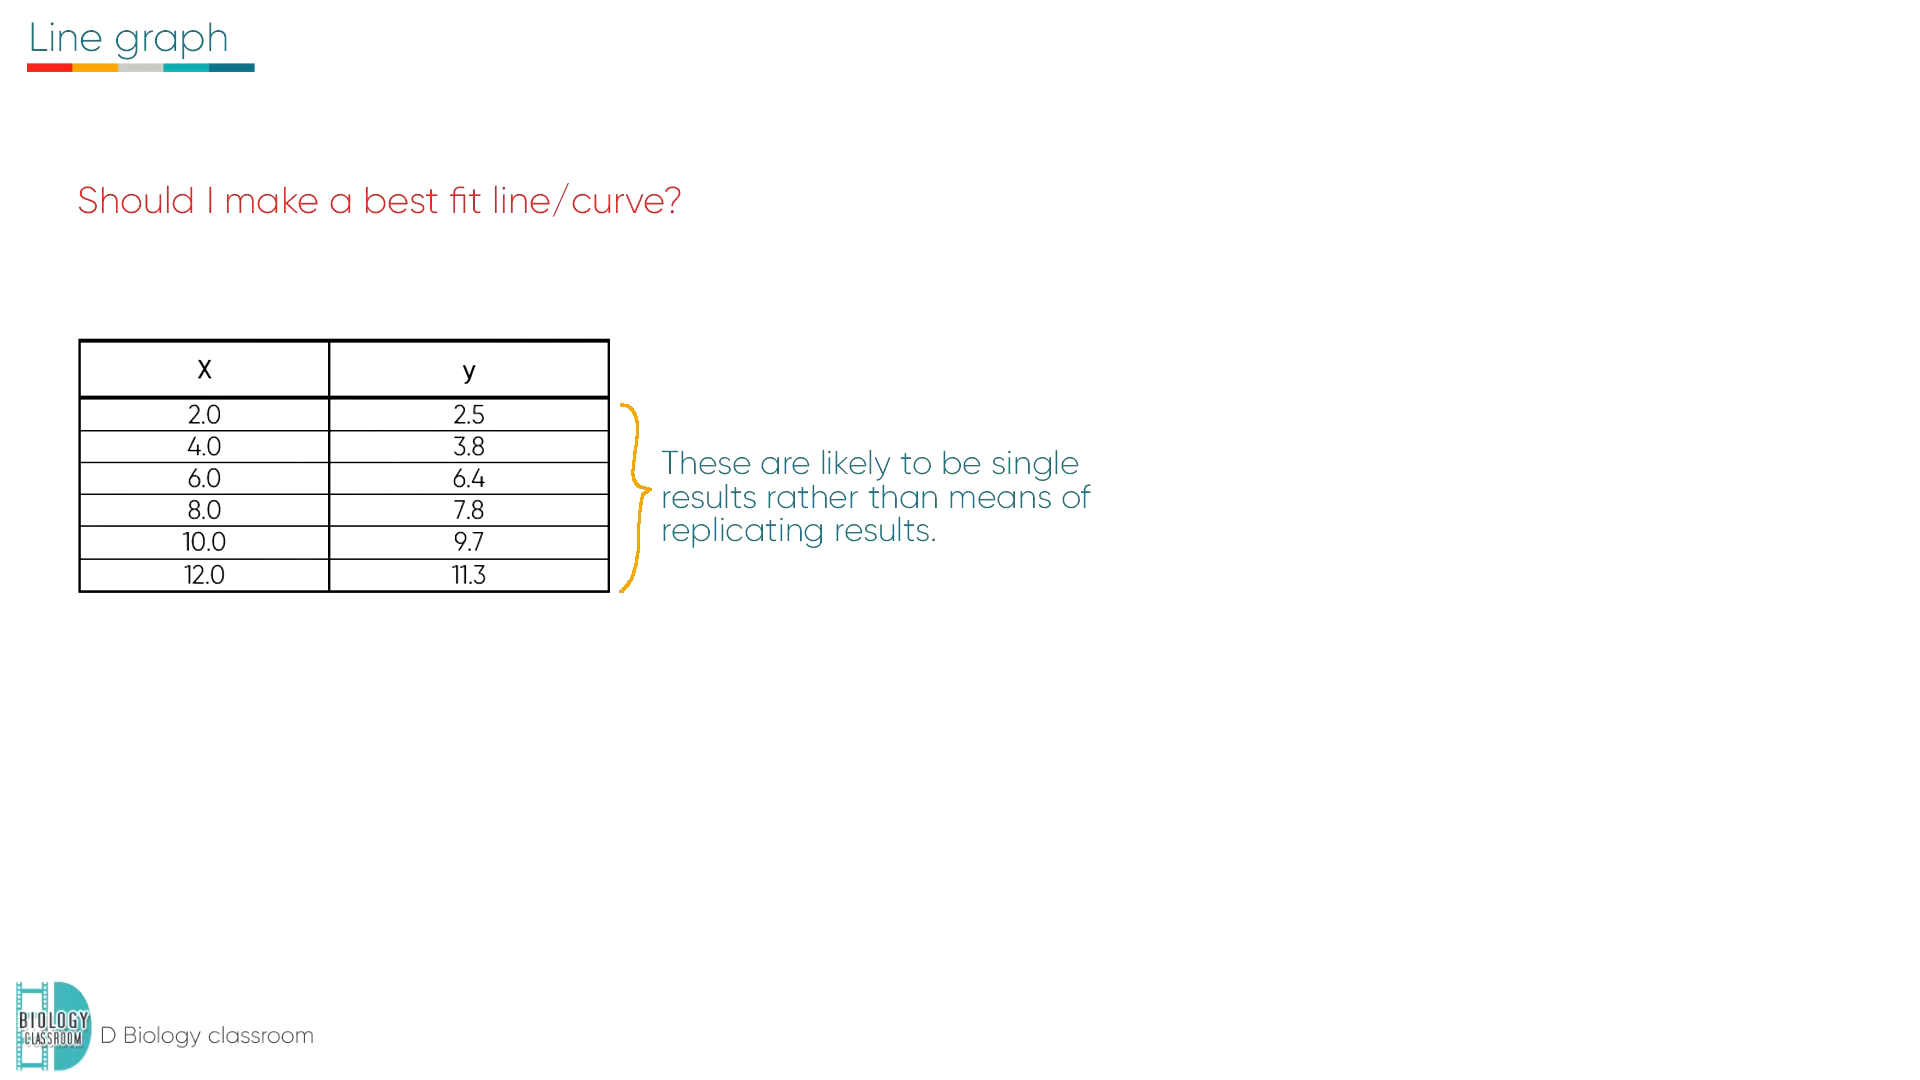 Line graph
Should I make a best fit line/curve?
X y
2.0 2.5
4.0 3.8
6.0 6.4
8.0 7.8
10.0 9.7
12.0 11.3
These are likely to be single
results rather than means of
replicating results.
BIOLOGY
CLASSROOM
D Biology classroom